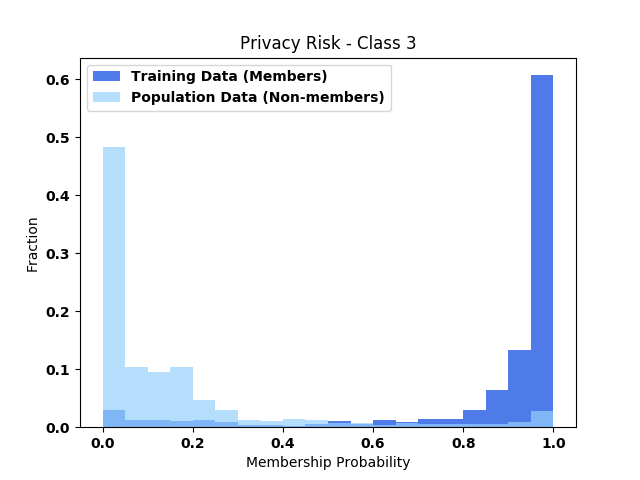 Privacy Risk - Class 3
Training Data (Members)
Population Data (Non-members)
0.6
0.5
0.4
0.3
0.2
0.1
0.0
Fraction
0.0 0.2 0.4 0.6 0.8 1.0
Membership Probability